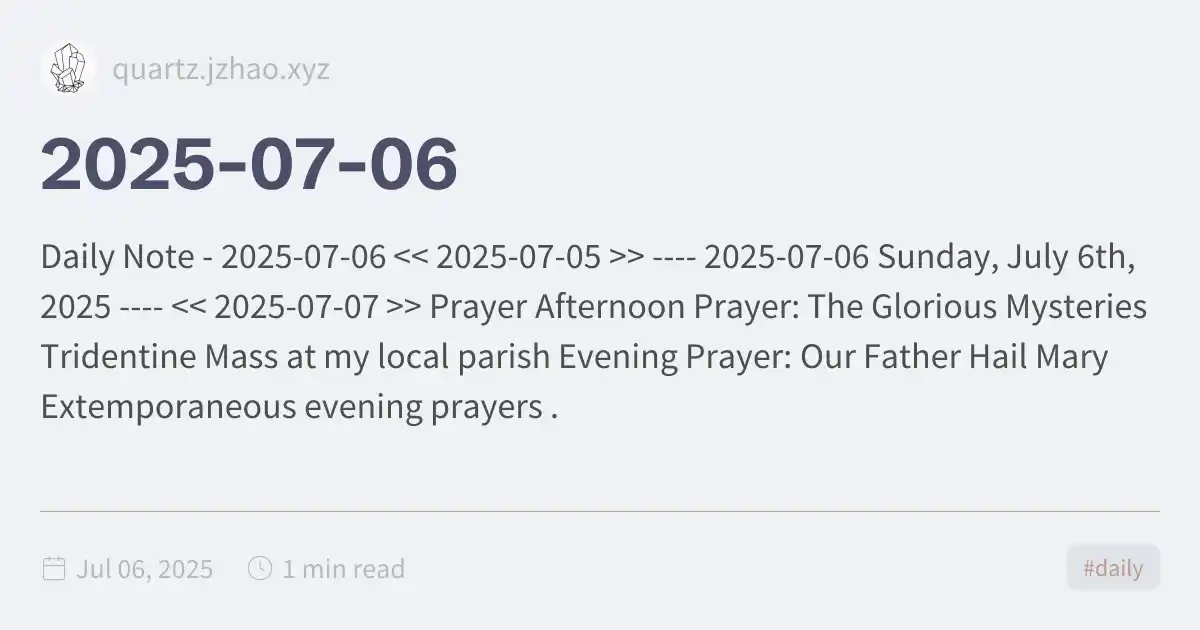 quartz.jzhao.xyz
2025-07-06
Daily Note - 2025-07-06 << 2025-07-05 >> ---- 2025-07-06 Sunday, July 6th,
2025 ---- << 2025-07-07 >> Prayer Afternoon Prayer: The Glorious Mysteries
Tridentine Mass at my local parish Evening Prayer: Our Father Hail Mary
Extemporaneous evening prayers .
Jul 06, 2025 1 min read #daily